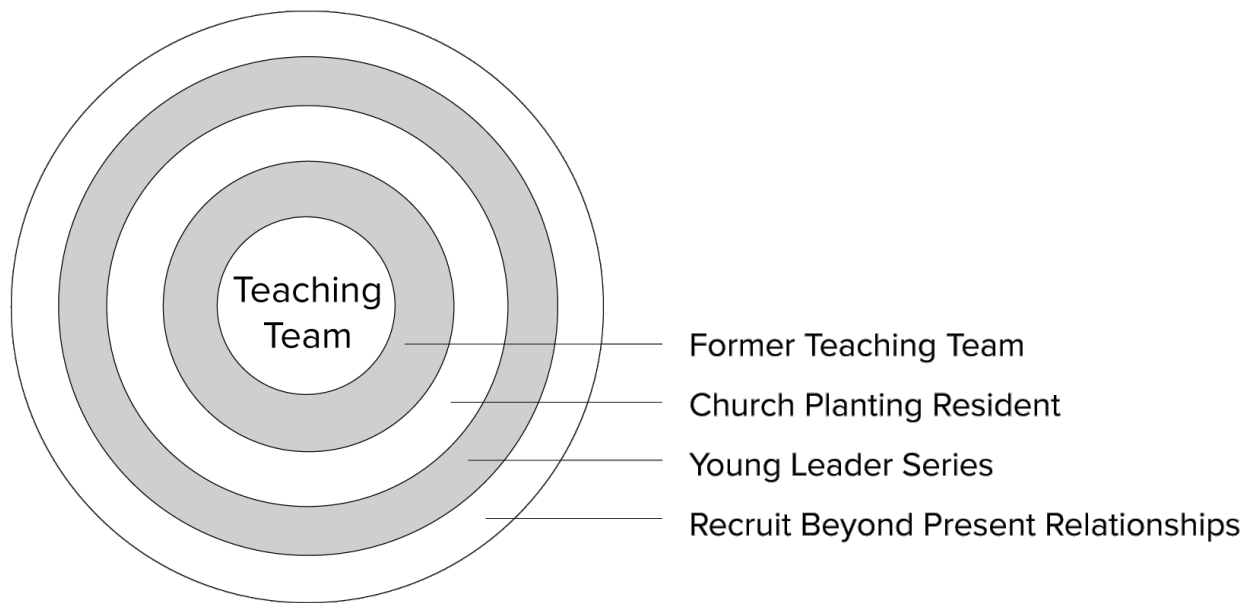 Teaching
Team
Former Teaching Team
Church Planting Resident
Young Leader Series
Recruit Beyond Present Relationships